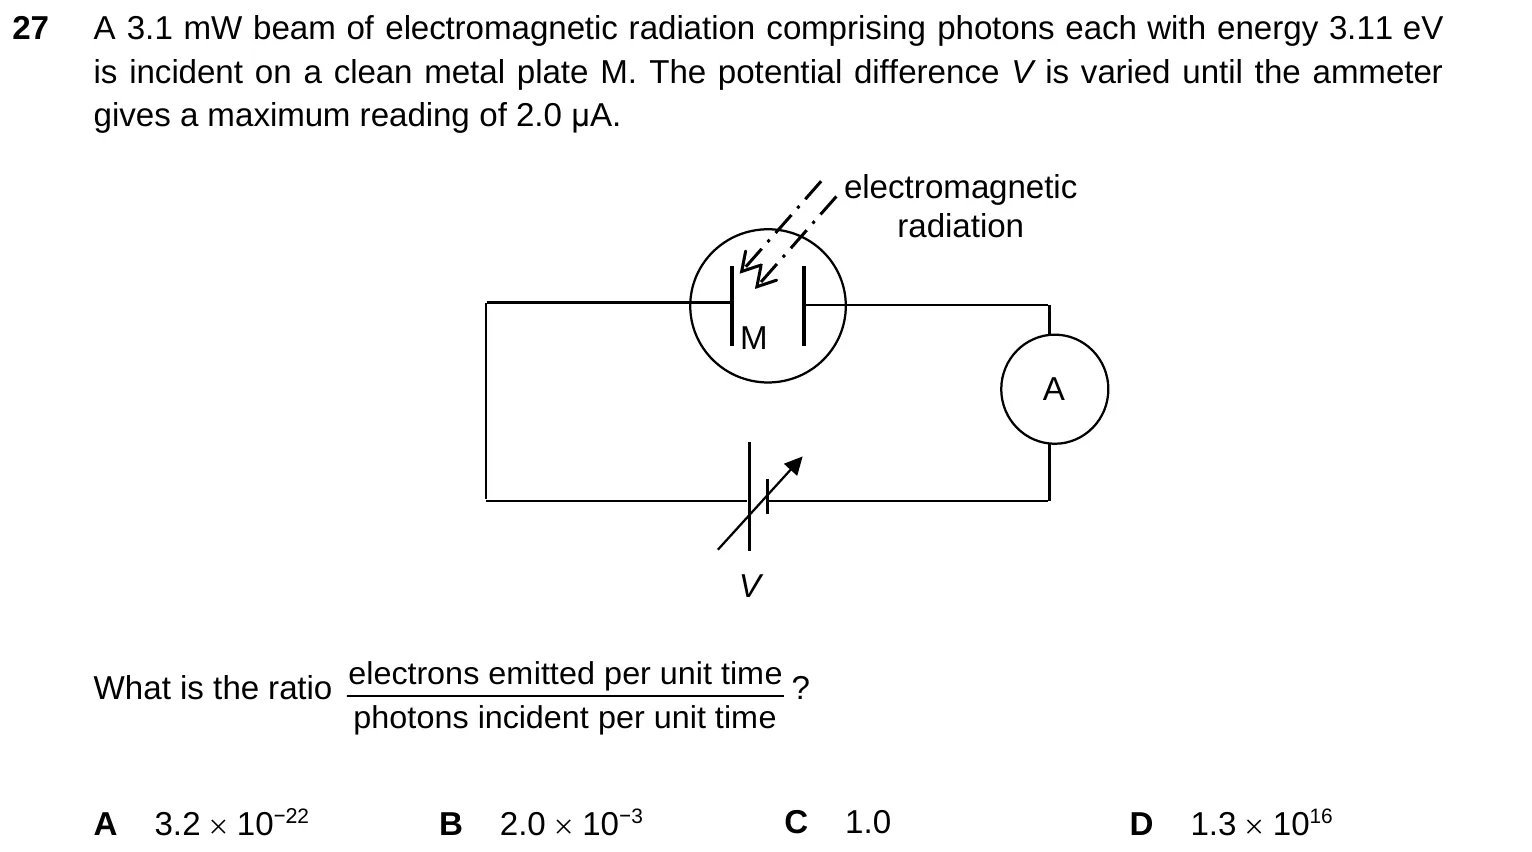 27 A 3.1 mW beam of electromagnetic radiation comprising photons each with energy 3.11 eV
is incident on a clean metal plate M. The potential difference V is varied until the ammeter
gives a maximum reading of 2.0 μA.
electromagnetic
radiation
M
A
V
What is the ratio electrons emitted per unit time / photons incident per unit time ?
A 3.2 × 10⁻²² B 2.0 × 10⁻³ C 1.0 D 1.3 × 10¹⁶